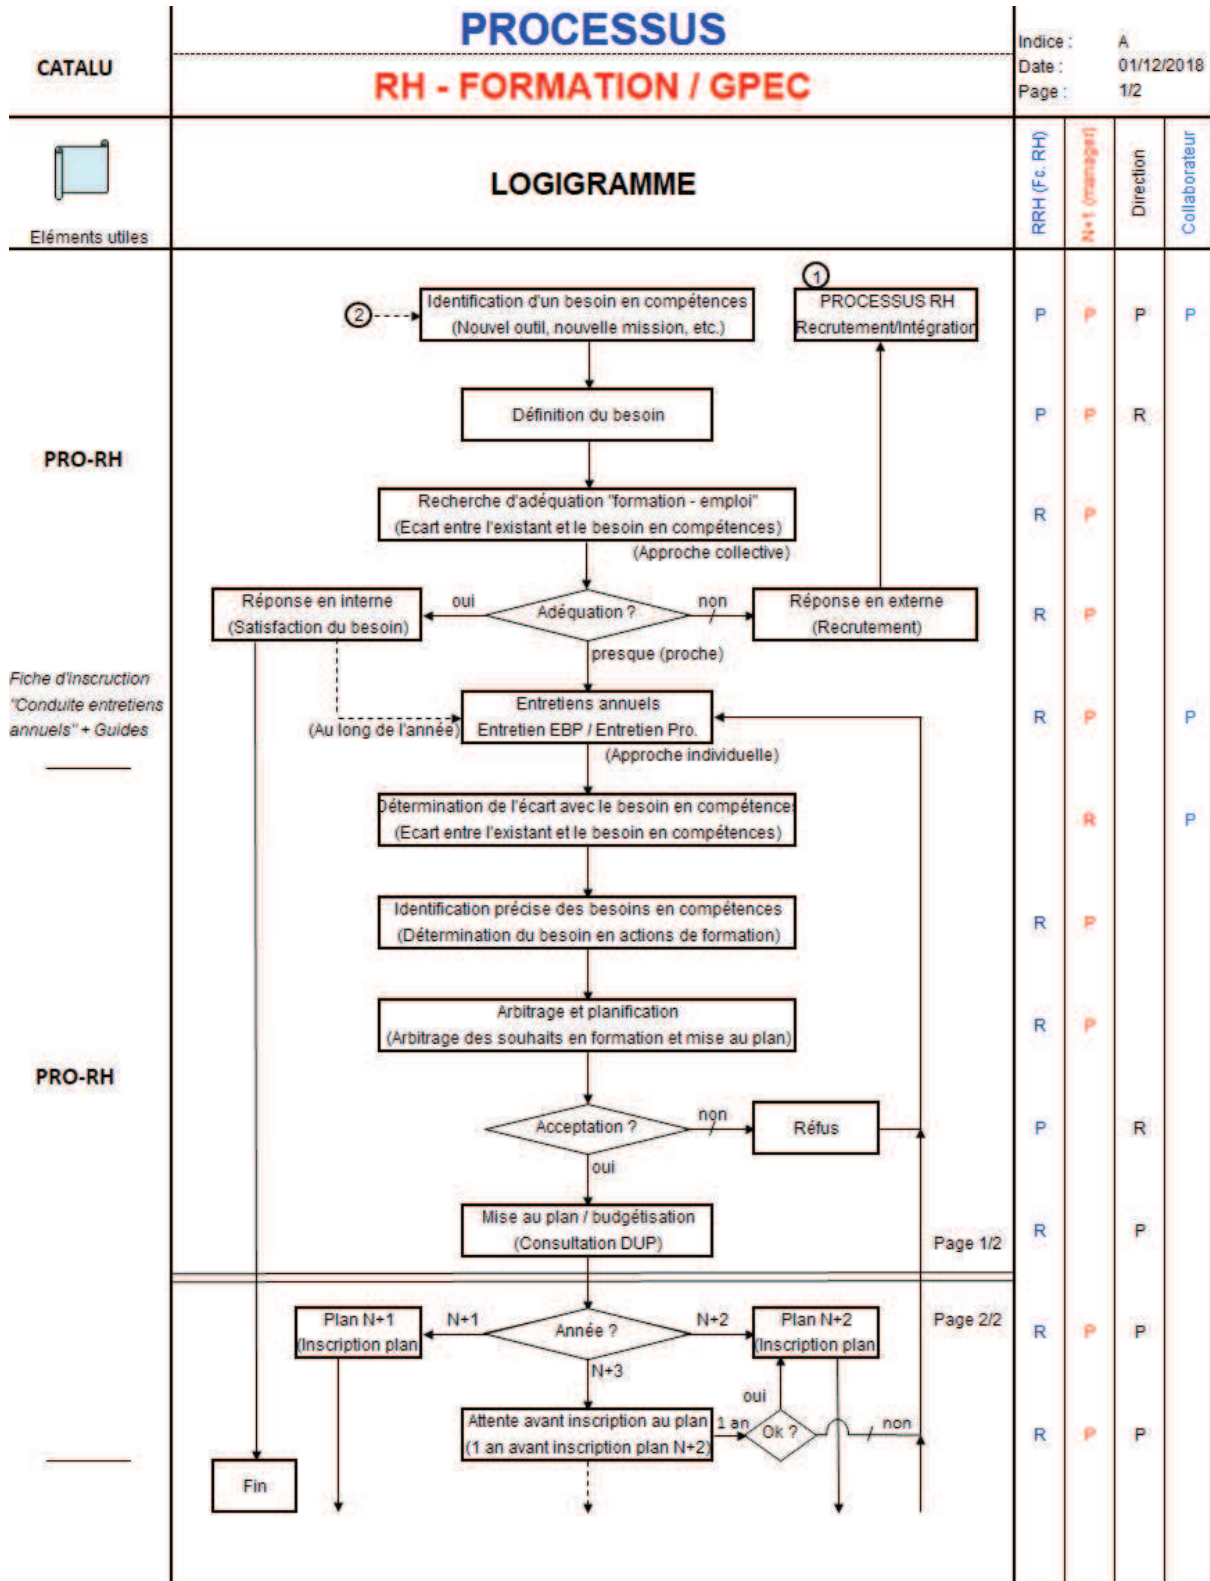 CATALU
PROCESSUS
RH - FORMATION / GPEC
Indice : A
Date : 01/12/2018
Page : 1/2
Eléments utiles
LOGIGRAMME
RRH (Fc. RH)
N+1 (manager)
Direction
Collaborateur
1
2
Identification d'un besoin en compétences
(Nouvel outil, nouvelle mission, etc.)
PROCESSUS RH
Recrutement/Intégration
P P P P
Définition du besoin
P P R
PRO-RH
Recherche d'adéquation "formation - emploi"
(Ecart entre l'existant et le besoin en compétences)
R P
(Approche collective)
Réponse en interne
(Satisfaction du besoin)
oui
Adéquation ?
non
Réponse en externe
(Recrutement)
R P
presque (proche)
Fiche d'inscruction
"Conduite entretiens
annuels" + Guides
(Au long de l'année)
Entretiens annuels
Entretien EBP / Entretien Pro.
R P P
(Approche individuelle)
Détermination de l'écart avec le besoin en compétence
(Ecart entre l'existant et le besoin en compétences)
R P
Identification précise des besoins en compétences
(Détermination du besoin en actions de formation)
R P
Arbitrage et planification
(Arbitrage des souhaits en formation et mise au plan)
R P
PRO-RH
Acceptation ?
non
Réfus
P R
oui
Mise au plan / budgétisation
(Consultation DUP)
Page 1/2
R P
Plan N+1
(Inscription plan
N+1
Année ?
N+2
Plan N+2
(Inscription plan
Page 2/2
R P P
N+3
oui
Attente avant inscription au plan
(1 an avant inscription plan N+2)
1 an
Ok ?
non
R P P
Fin